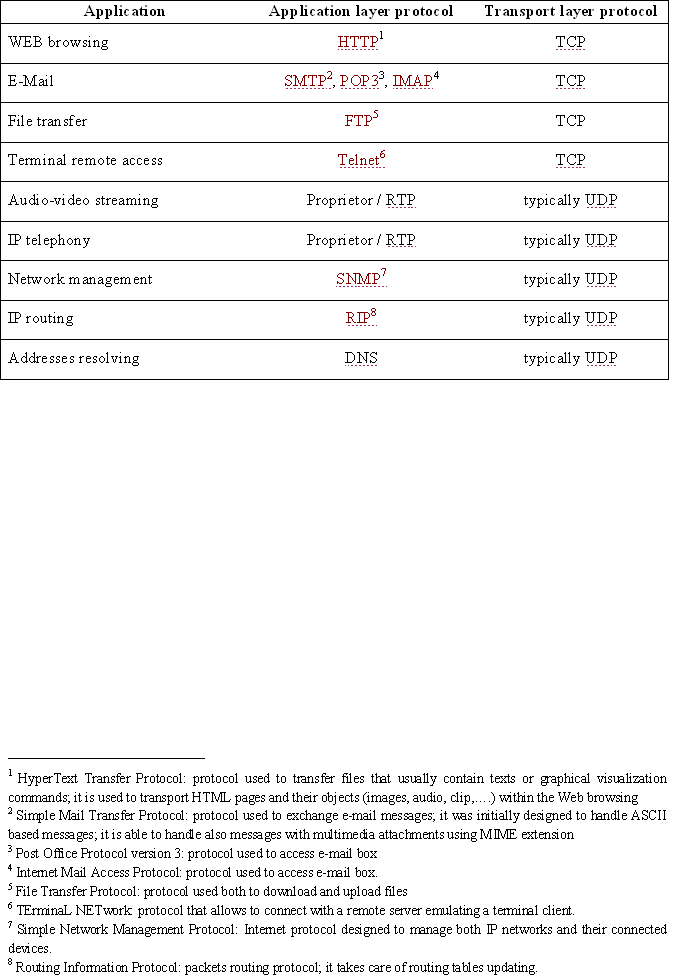 Application Application layer protocol Transport layer protocol
WEB browsing HTTP1 TCP
E-Mail SMTP2, POP33, IMAP4 TCP
File transfer FTP5 TCP
Terminal remote access Telnet6 TCP
Audio-video streaming Proprietor / RTP typically UDP
IP telephony Proprietor / RTP typically UDP
Network management SNMP7 typically UDP
IP routing RIP8 typically UDP
Addresses resolving DNS typically UDP
1 HyperText Transfer Protocol: protocol used to transfer files that usually contain texts or graphical visualization
commands; it is used to transport HTML pages and their objects (images, audio, clip,….) within the Web browsing
2 Simple Mail Transfer Protocol: protocol used to exchange e-mail messages; it was initially designed to handle ASCII
based messages; it is able to handle also messages with multimedia attachments using MIME extension
3 Post Office Protocol version 3: protocol used to access e-mail box
4 Internet Mail Access Protocol: protocol used to access e-mail box.
5 File Transfer Protocol: protocol used both to download and upload files
6 TErminaL NETwork: protocol that allows to connect with a remote server emulating a terminal client.
7 Simple Network Management Protocol: Internet protocol designed to manage both IP networks and their connected
devices.
8 Routing Information Protocol: packets routing protocol; it takes care of routing tables updating.